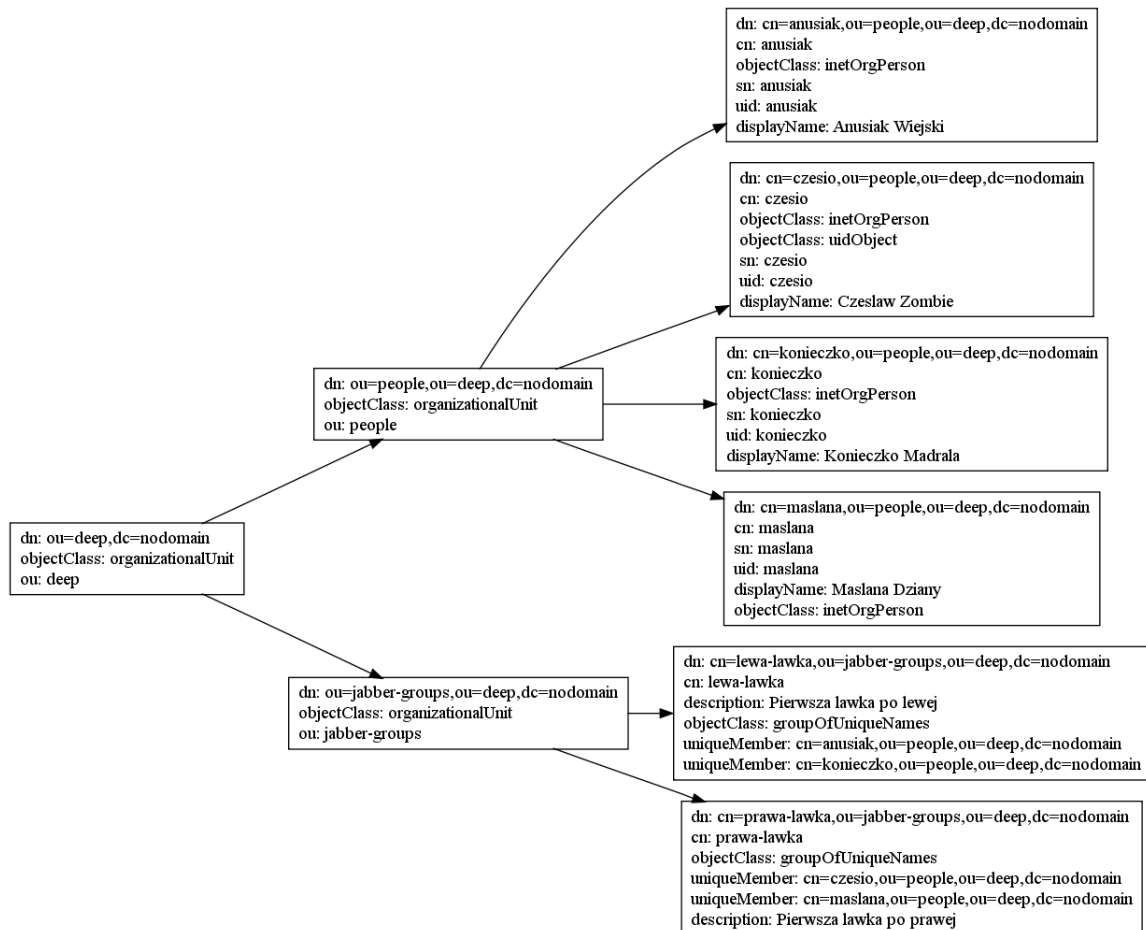 dn: cn=anusiak,ou=people,ou=deep,dc=nodomain
cn: anusiak
objectClass: inetOrgPerson
sn: anusiak
uid: anusiak
displayName: Anusiak Wiejski
dn: cn=czesio,ou=people,ou=deep,dc=nodomain
cn: czesio
objectClass: inetOrgPerson
objectClass: uidObject
sn: czesio
uid: czesio
displayName: Czeslaw Zombie
dn: ou=people,ou=deep,dc=nodomain
objectClass: organizationalUnit
ou: people
dn: cn=konieczko,ou=people,ou=deep,dc=nodomain
cn: konieczko
objectClass: inetOrgPerson
sn: konieczko
uid: konieczko
displayName: Konieczko Madrala
dn: cn=maslana,ou=people,ou=deep,dc=nodomain
cn: maslana
sn: maslana
uid: maslana
displayName: Maslana Dziany
objectClass: inetOrgPerson
dn: ou=deep,dc=nodomain
objectClass: organizationalUnit
ou: deep
dn: ou=jabber-groups,ou=deep,dc=nodomain
objectClass: organizationalUnit
ou: jabber-groups
dn: cn=lewa-lawka,ou=jabber-groups,ou=deep,dc=nodomain
cn: lewa-lawka
description: Pierwsza lawka po lewej
objectClass: groupOfUniqueNames
uniqueMember: cn=anusiak,ou=people,ou=deep,dc=nodomain
uniqueMember: cn=konieczko,ou=people,ou=deep,dc=nodomain
dn: cn=prawa-lawka,ou=jabber-groups,ou=deep,dc=nodomain
cn: prawa-lawka
objectClass: groupOfUniqueNames
uniqueMember: cn=czesio,ou=people,ou=deep,dc=nodomain
uniqueMember: cn=maslana,ou=people,ou=deep,dc=nodomain
description: Pierwsza lawka po prawej